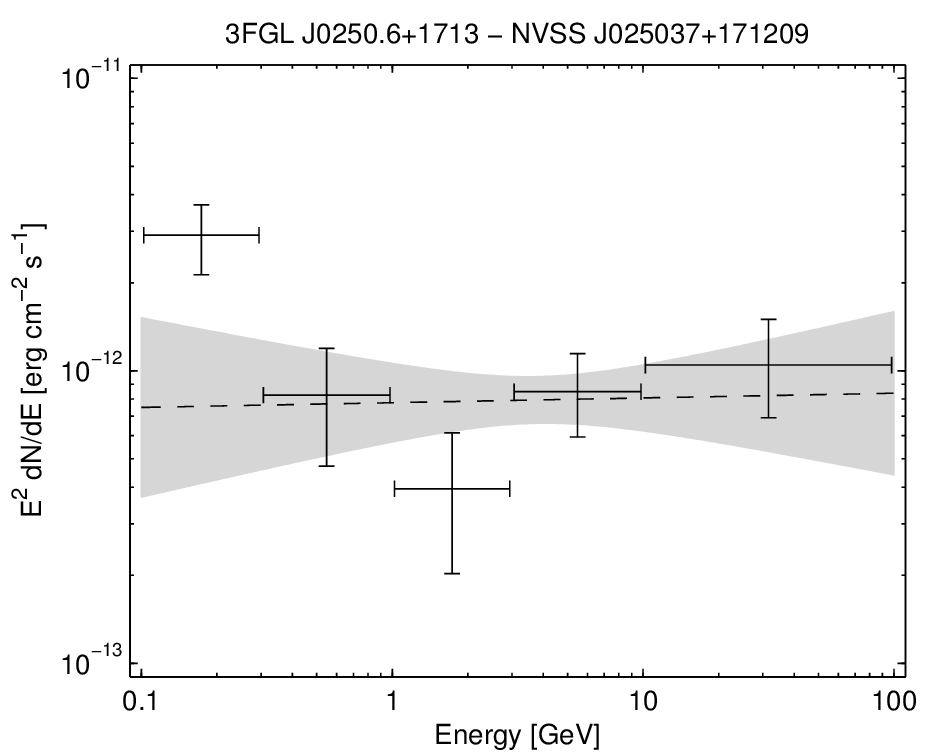 3FGL J0250.6+1713 − NVSS J025037+171209
10⁻¹¹
10⁻¹²
10⁻¹³
E² dN/dE [erg cm⁻² s⁻¹]
0.1 1 10 100
Energy [GeV]